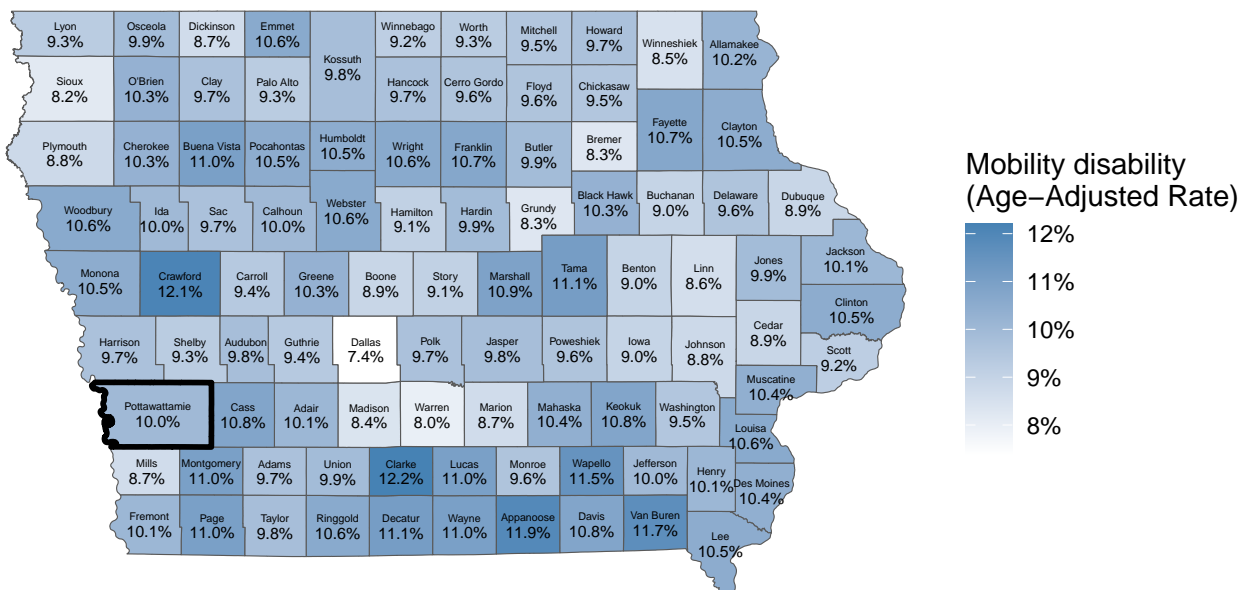 Lyon
9.3%
Osceola
9.9%
Dickinson
8.7%
Emmet
10.6%
Kossuth
9.8%
Winnebago
9.2%
Worth
9.3%
Mitchell
9.5%
Howard
9.7%
Winneshiek
8.5%
Allamakee
10.2%
Sioux
8.2%
O'Brien
10.3%
Clay
9.7%
Palo Alto
9.3%
Hancock
9.7%
Cerro Gordo
9.6%
Floyd
9.6%
Chickasaw
9.5%
Fayette
10.7%
Clayton
10.5%
Plymouth
8.8%
Cherokee
10.3%
Buena Vista
11.0%
Pocahontas
10.5%
Humboldt
10.5%
Wright
10.6%
Franklin
10.7%
Butler
9.9%
Bremer
8.3%
Woodbury
10.6%
Ida
10.0%
Sac
9.7%
Calhoun
10.0%
Webster
10.6%
Hamilton
9.1%
Hardin
9.9%
Grundy
8.3%
Black Hawk
10.3%
Buchanan
9.0%
Delaware
9.6%
Dubuque
8.9%
Monona
10.5%
Crawford
12.1%
Carroll
9.4%
Greene
10.3%
Boone
8.9%
Story
9.1%
Marshall
10.9%
Tama
11.1%
Benton
9.0%
Linn
8.6%
Jones
9.9%
Jackson
10.1%
Clinton
10.5%
Harrison
9.7%
Shelby
9.3%
Audubon
9.8%
Guthrie
9.4%
Dallas
7.4%
Polk
9.7%
Jasper
9.8%
Poweshiek
9.6%
Iowa
9.0%
Johnson
8.8%
Cedar
8.9%
Scott
9.2%
Muscatine
10.4%
Pottawattamie
10.0%
Cass
10.8%
Adair
10.1%
Madison
8.4%
Warren
8.0%
Marion
8.7%
Mahaska
10.4%
Keokuk
10.8%
Washington
9.5%
Louisa
10.6%
Mills
8.7%
Montgomery
11.0%
Adams
9.7%
Union
9.9%
Clarke
12.2%
Lucas
11.0%
Monroe
9.6%
Wapello
11.5%
Jefferson
10.0%
Henry
10.1%
Des Moines
10.4%
Fremont
10.1%
Page
11.0%
Taylor
9.8%
Ringgold
10.6%
Decatur
11.1%
Wayne
11.0%
Appanoose
11.9%
Davis
10.8%
Van Buren
11.7%
Lee
10.5%
Mobility disability
(Age−Adjusted Rate)
12%
11%
10%
9%
8%